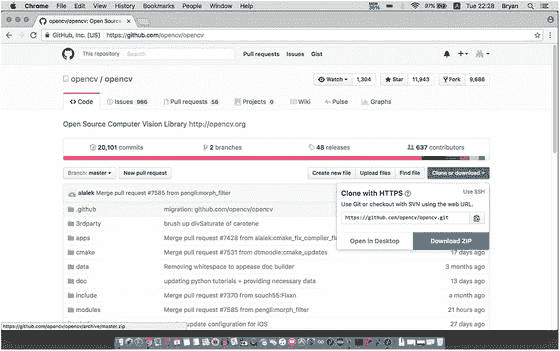 Chrome File Edit View History Bookmarks People Window Help
97% Tue 22:28 Bryan
opencv/opencv: Open Source C
GitHub, Inc. [US] https://github.com/opencv/opencv
This repository Search Pull requests Issues Gist
opencv / opencv Watch 1,304 Star 11,943 Fork 9,686
Code Issues 966 Pull requests 56 Projects 0 Wiki Pulse Graphs
Open Source Computer Vision Library http://opencv.org
20,101 commits 2 branches 48 releases 637 contributors
Branch: master New pull request Create new file Upload files Find file Clone or download
alalek Merge pull request #7585 from pengli:morph_filter
Clone with HTTPS Use SSH
Use Git or checkout with SVN using the web URL.
https://github.com/opencv/opencv.git
Open in Desktop Download ZIP
.github migration: github.com/opencv/opencv
3rdparty brush up divSaturate of carotene
apps Merge pull request #7428 from alalek:cmake_fix_compiler_fl
cmake Merge pull request #7531 from dtmoodie:cmake_updates 17 days ago
data Removing whitespace to appease doc builder 3 months ago
doc updating python tutorials + providing necessary data 13 days ago
include Merge pull request #7370 from souch55:Fixxn a month ago
modules Merge pull request #7585 from pengli:morph_filter 21 hours ago
update configuration for iOS 27 days ago
https://github.com/opencv/opencv/archive/master.zip